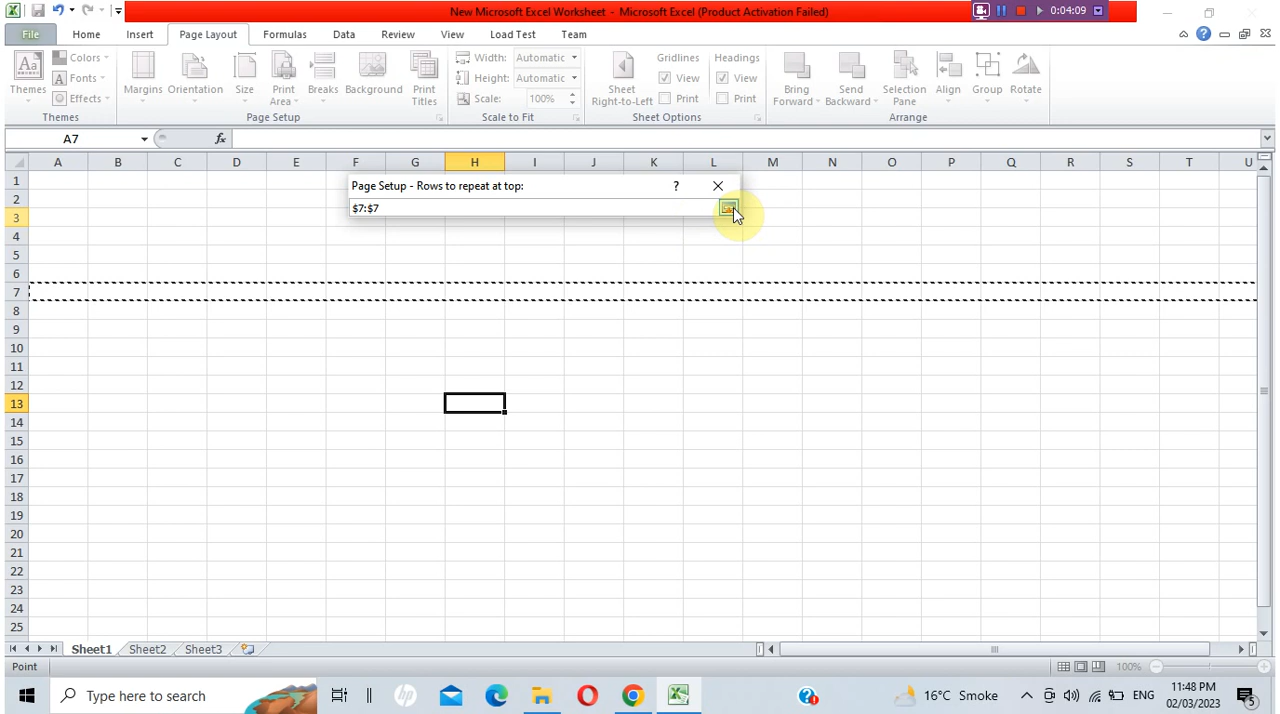 New Microsoft Excel Worksheet - Microsoft Excel (Product Activation Failed)
0:04:09
File Home Insert Page Layout Formulas Data Review View Load Test Team
Themes
Colors
Fonts
Effects
Themes
Margins
Orientation
Size
Print Area
Breaks
Background
Print Titles
Page Setup
Width: Automatic
Height: Automatic
Scale: 100%
Scale to Fit
Sheet Right-to-Left
Gridlines
View
Print
Headings
View
Print
Sheet Options
Bring Forward
Send Backward
Selection Pane
Align
Group
Rotate
Arrange
A7 fx
A B C D E F G H I J K L M N O P Q R S T U
Page Setup - Rows to repeat at top: ?
$7:$7
1
2
3
4
5
6
7
8
9
10
11
12
13
14
15
16
17
18
19
20
21
22
23
24
25
Sheet1 Sheet2 Sheet3
Point 100%
Type here to search
hp
16°C Smoke
ENG
11:48 PM
02/03/2023
5